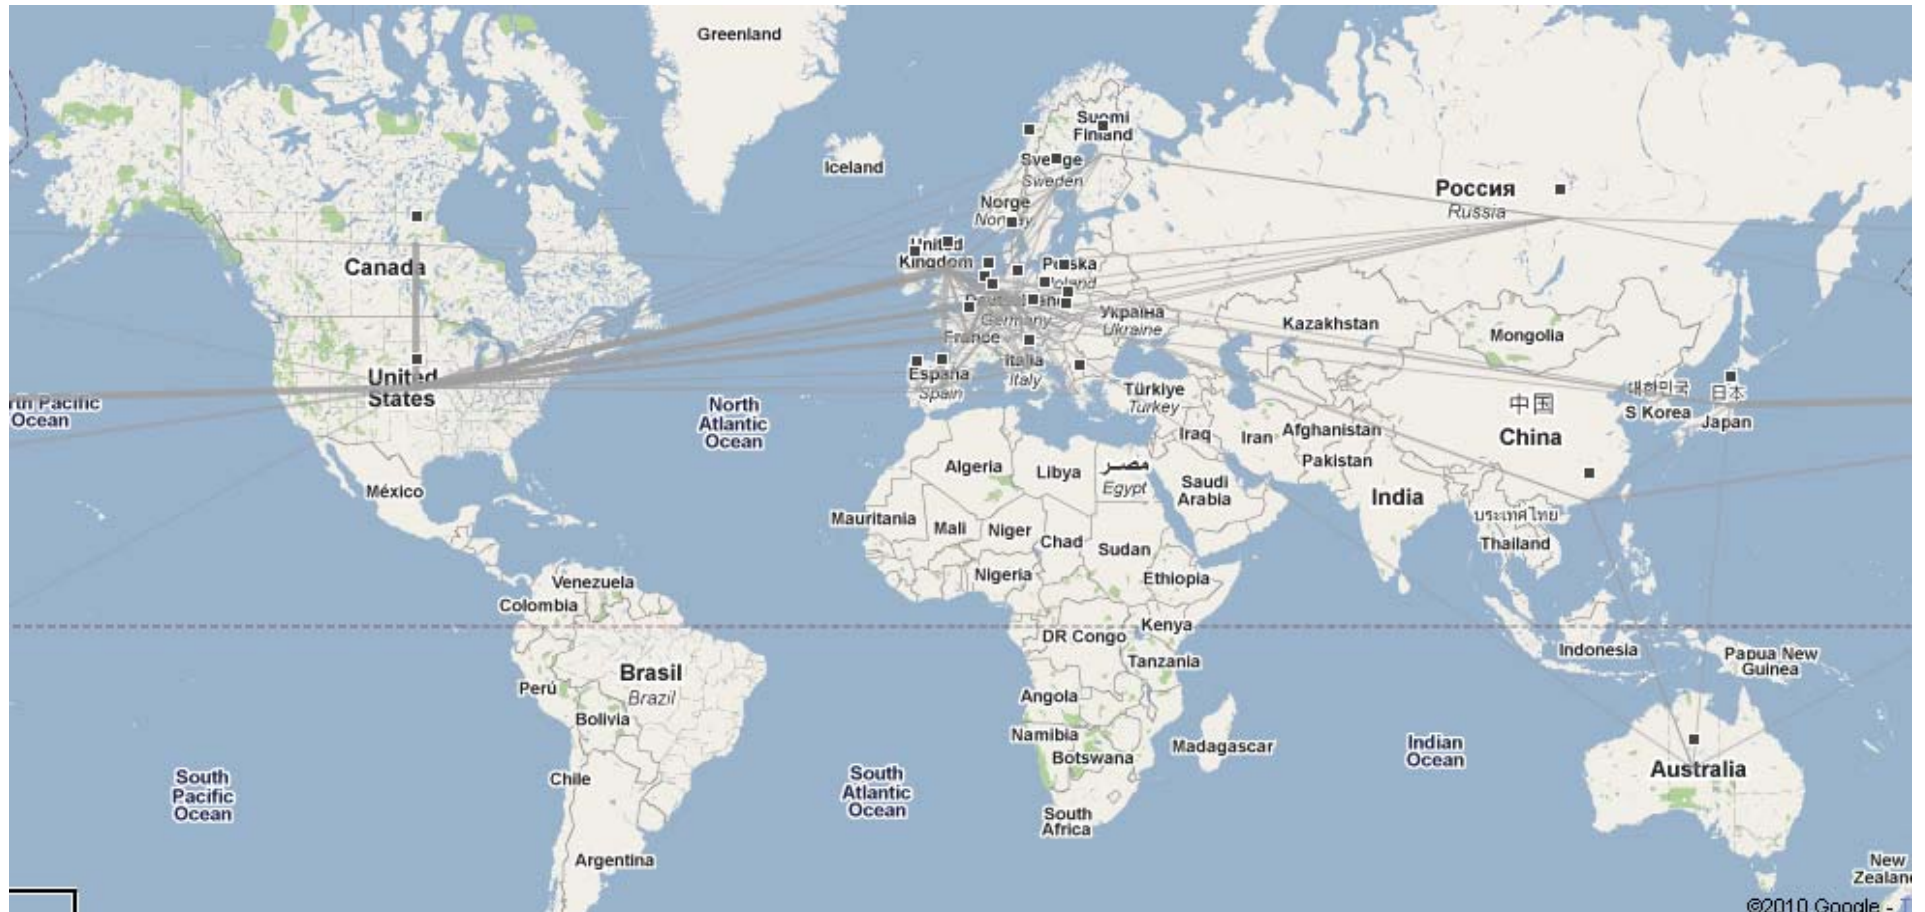 Greenland
Suomi
Finland
Iceland
Sverige
Sweden
Россия
Russia
Norge
Norway
United
Kingdom
Canada
Polska
Poland
Germany
Україна
Ukraine
Kazakhstan
Mongolia
France
Italia
Italy
España
Spain
United
States
Türkiye
Turkey
대한민국
S Korea
日本
Japan
中国
China
North
Atlantic
Ocean
Pacific
Ocean
Iraq
Iran
Afghanistan
Pakistan
Algeria
Libya
مصر
Egypt
Saudi
Arabia
India
México
Mauritania
Mali
Niger
Chad
Sudan
ประเทศไทย
Thailand
Nigeria
Ethiopia
Venezuela
Colombia
DR Congo
Kenya
Indonesia
Papua New
Guinea
Tanzania
Brasil
Brazil
Perú
Bolivia
Angola
Namibia
Botswana
Madagascar
Indian
Ocean
Australia
Chile
South
Pacific
Ocean
South
Atlantic
Ocean
South
Africa
Argentina
New
©2010 Google -